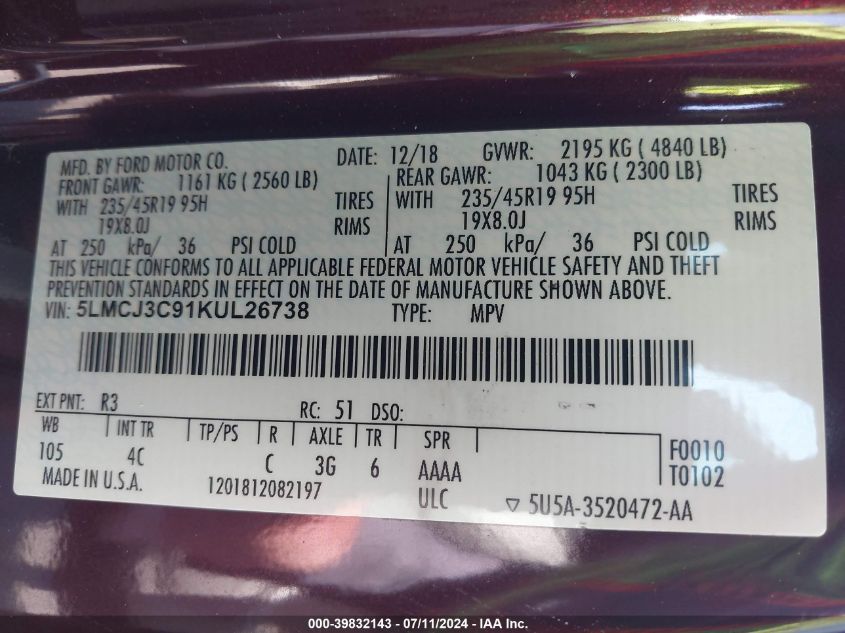 MFD. BY FORD MOTOR CO. DATE: 12/18 GVWR: 2195 KG ( 4840 LB)
FRONT GAWR: 1161 KG ( 2560 LB) REAR GAWR: 1043 KG ( 2300 LB)
WITH 235/45R19 95H TIRES WITH 235/45R19 95H TIRES
19X8.0J RIMS 19X8.0J RIMS
AT 250 kPa/ 36 PSI COLD AT 250 kPa/ 36 PSI COLD
THIS VEHICLE CONFORMS TO ALL APPLICABLE FEDERAL MOTOR VEHICLE SAFETY AND THEFT
PREVENTION STANDARDS IN EFFECT ON THE DATE OF MANUFACTURE SHOWN ABOVE.
VIN: 5LMCJ3C91KUL26738 TYPE: MPV
EXT PNT: R3 RC: 51 DSO:
WB INT TR TP/PS R AXLE TR SPR F0010
105 4C C 3G 6 AAAA T0102
MADE IN U.S.A. 1201812082197 ULC ▽ 5U5A-3520472-AA
000-39832143 - 07/11/2024 - IAA Inc.